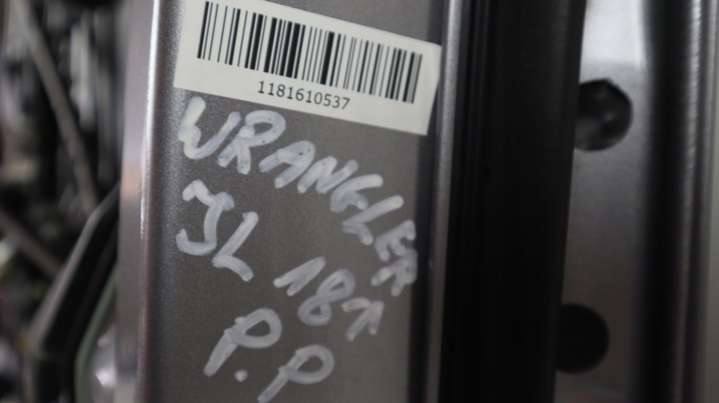 1181610537
WRANGLER
JL 18↑
P.P